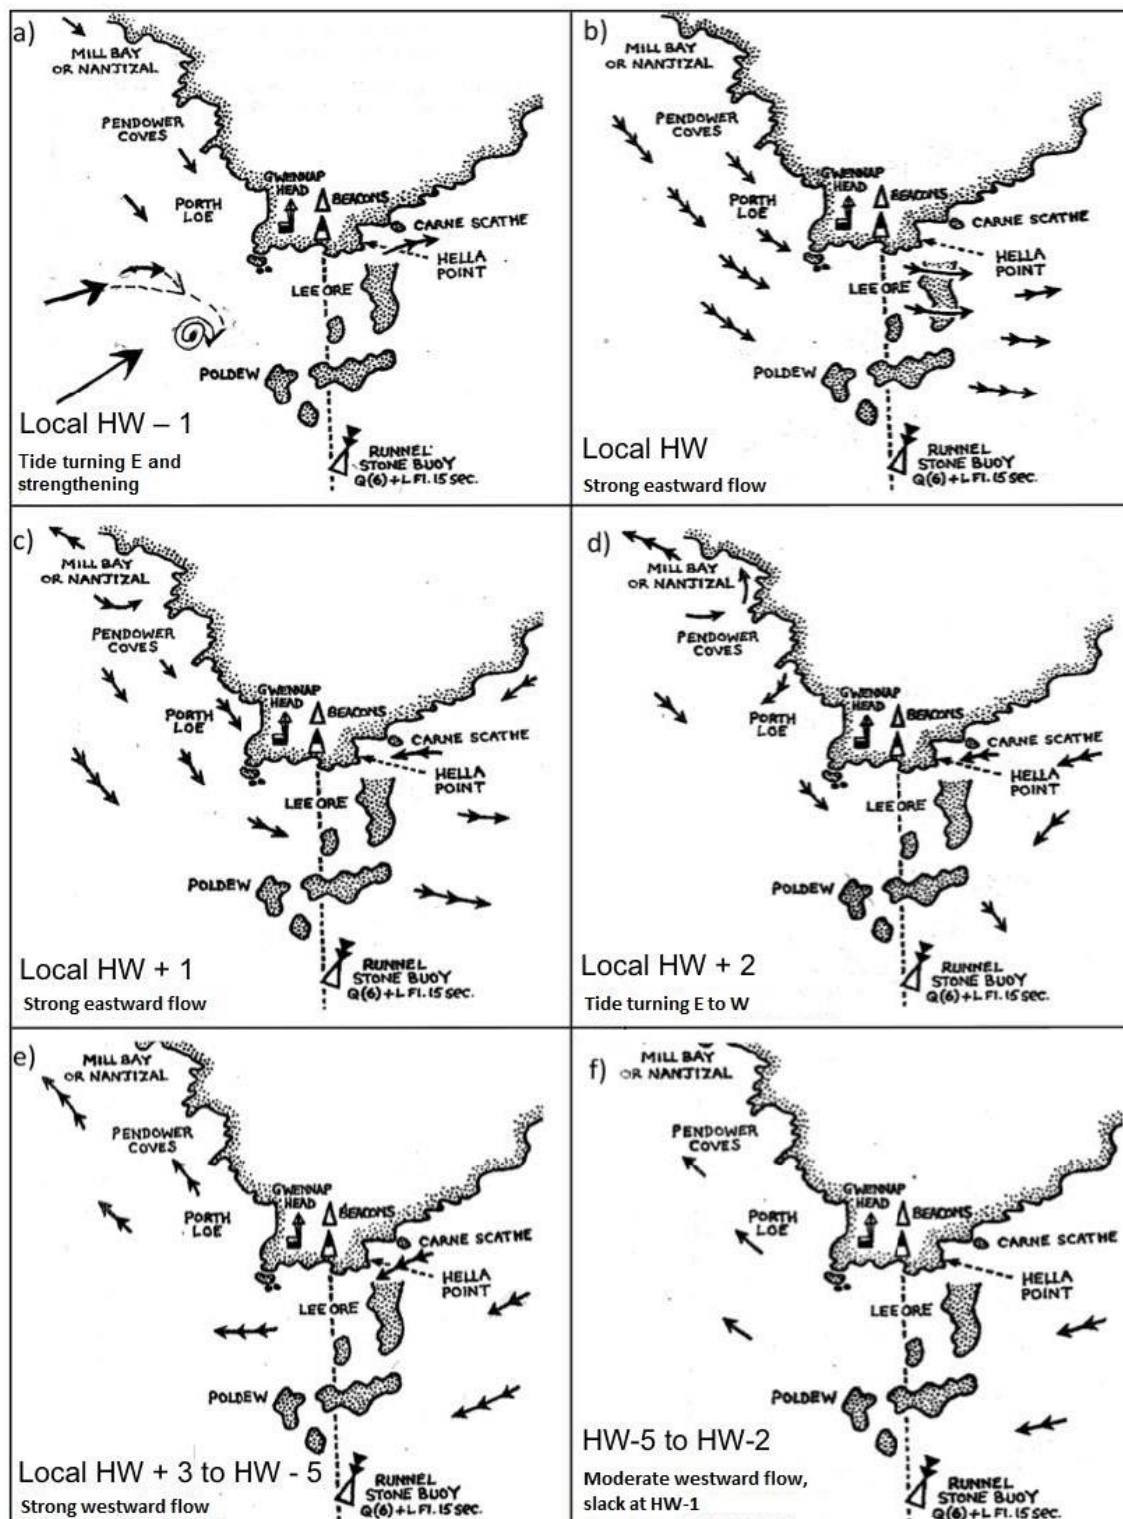 a)
MILL BAY
OR NANJIZAL
PENDOWER
COVES
PORTH
LOE
GWENNAP
HEAD
BEACONS
CARNE SCATHE
HELLA
POINT
LEE ORE
POLDEW
RUNNEL
STONE BUOY
Q(6)+L Fl. 15 sec.
Local HW – 1
Tide turning E and
strengthening
b)
MILL BAY
OR NANJIZAL
PENDOWER
COVES
PORTH
LOE
GWENNAP
HEAD
BEACONS
CARNE SCATHE
HELLA
POINT
LEE ORE
POLDEW
RUNNEL
STONE BUOY
Q(6)+L Fl. 15 sec.
Local HW
Strong eastward flow
c)
MILL BAY
OR NANJIZAL
PENDOWER
COVES
PORTH
LOE
GWENNAP
HEAD
BEACONS
CARNE SCATHE
HELLA
POINT
LEE ORE
POLDEW
RUNNEL
STONE BUOY
Q(6)+L Fl. 15 sec.
Local HW + 1
Strong eastward flow
d)
MILL BAY
OR NANJIZAL
PENDOWER
COVES
PORTH
LOE
GWENNAP
HEAD
BEACONS
CARNE SCATHE
HELLA
POINT
LEE ORE
POLDEW
RUNNEL
STONE BUOY
Q(6)+L Fl. 15 sec.
Local HW + 2
Tide turning E to W
e)
MILL BAY
OR NANJIZAL
PENDOWER
COVES
PORTH
LOE
GWENNAP
HEAD
BEACONS
CARNE SCATHE
HELLA
POINT
LEE ORE
POLDEW
RUNNEL
STONE BUOY
Q(6)+L Fl. 15 sec.
Local HW + 3 to HW - 5
Strong westward flow
f)
MILL BAY
OR NANJIZAL
PENDOWER
COVES
PORTH
LOE
GWENNAP
HEAD
BEACONS
CARNE SCATHE
HELLA
POINT
LEE ORE
POLDEW
RUNNEL
STONE BUOY
Q(6)+L Fl. 15 sec.
HW-5 to HW-2
Moderate westward flow,
slack at HW-1